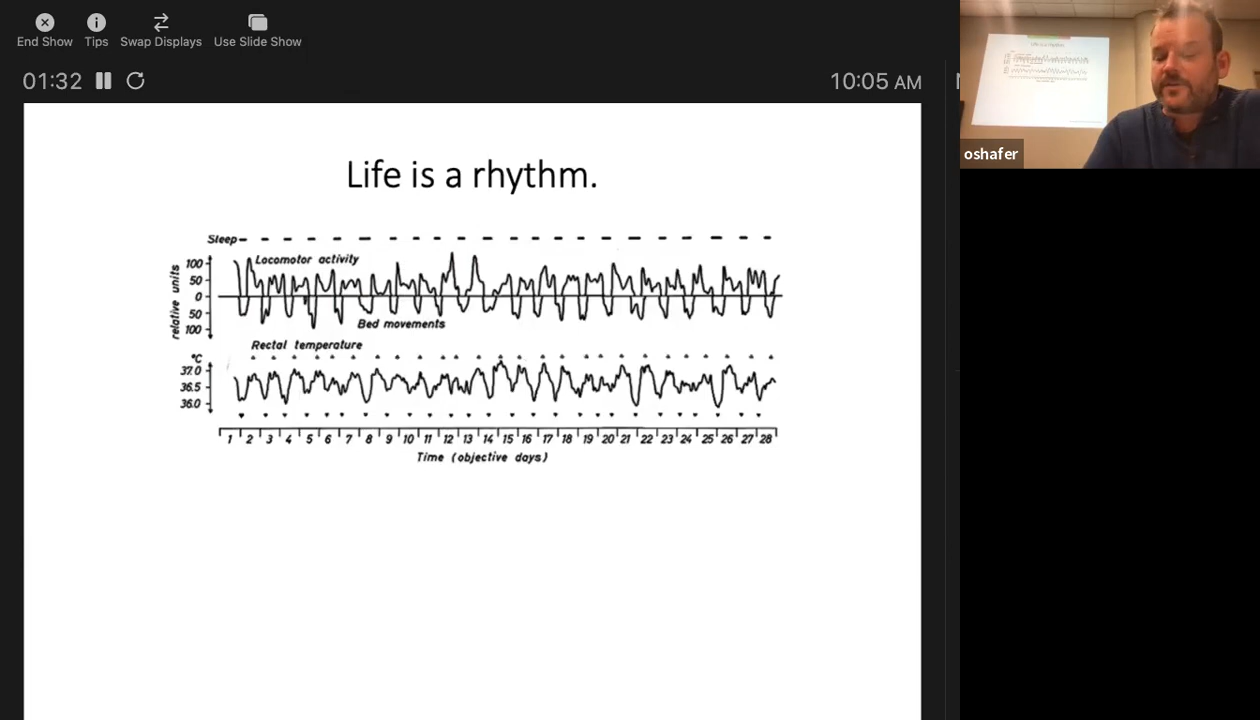 End Show
Tips
Swap Displays
Use Slide Show
01:32
10:05 AM
oshafer
Life is a rhythm.
Sleep
Locomotor activity
relative units
100
50
0
50
100
Bed movements
Rectal temperature
°C
37.0
36.5
36.0
1 2 3 4 5 6 7 8 9 10 11 12 13 14 15 16 17 18 19 20 21 22 23 24 25 26 27 28
Time (objective days)